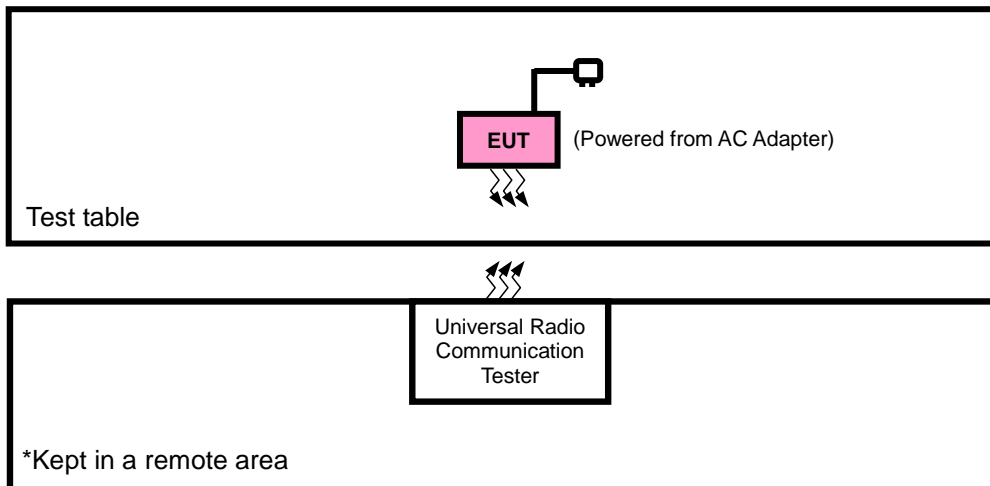 EUT
(Powered from AC Adapter)
Test table
Universal Radio
Communication
Tester
*Kept in a remote area